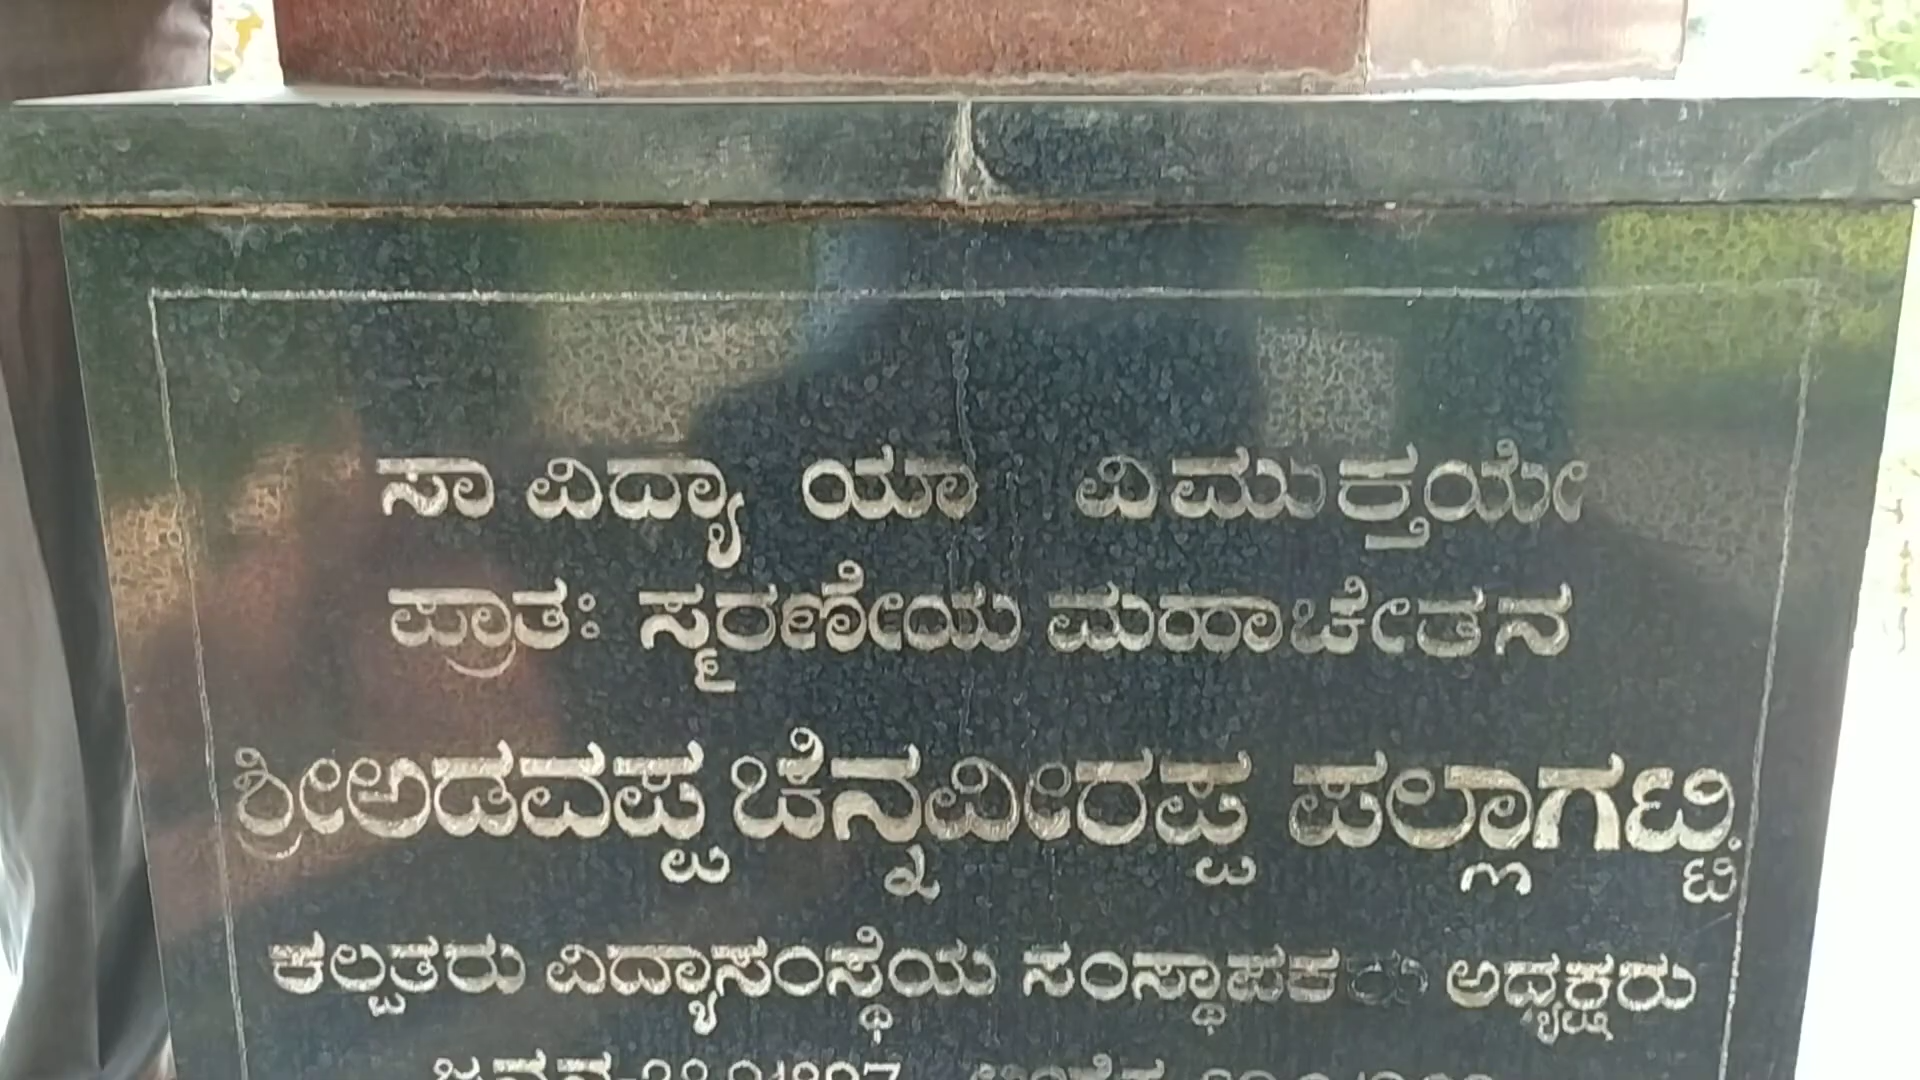 ಸಾ ವಿದ್ಯಾ ಯಾ ವಿಮುಕ್ತಯೇ
ಪ್ರಾತಃ ಸ್ಮರಣೀಯ ಮಹಾಚೇತನ
ಶ್ರೀ ಅಡವಪ್ಪ ಚೆನ್ನವೀರಪ್ಪ ಪಲ್ಲಾಗಟ್ಟಿ
ಕಲ್ಪತರು ವಿದ್ಯಾಸಂಸ್ಥೆಯ ಸಂಸ್ಥಾಪಕರು ಅಧ್ಯಕ್ಷರು